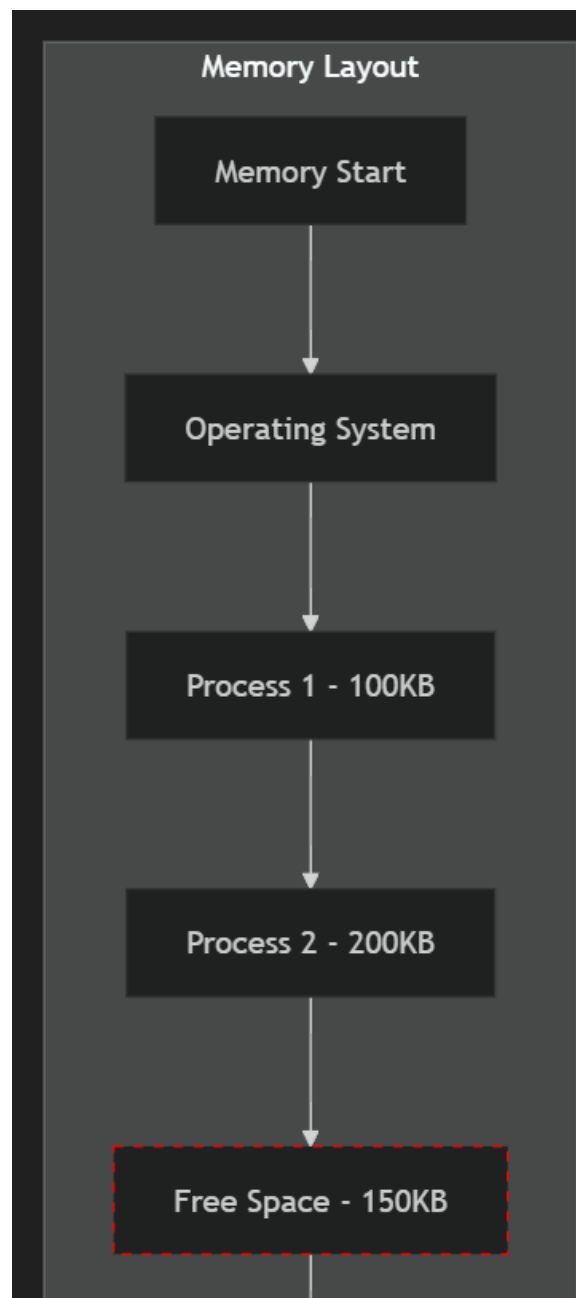 Memory Layout
Memory Start
Operating System
Process 1 - 100KB
Process 2 - 200KB
Free Space - 150KB